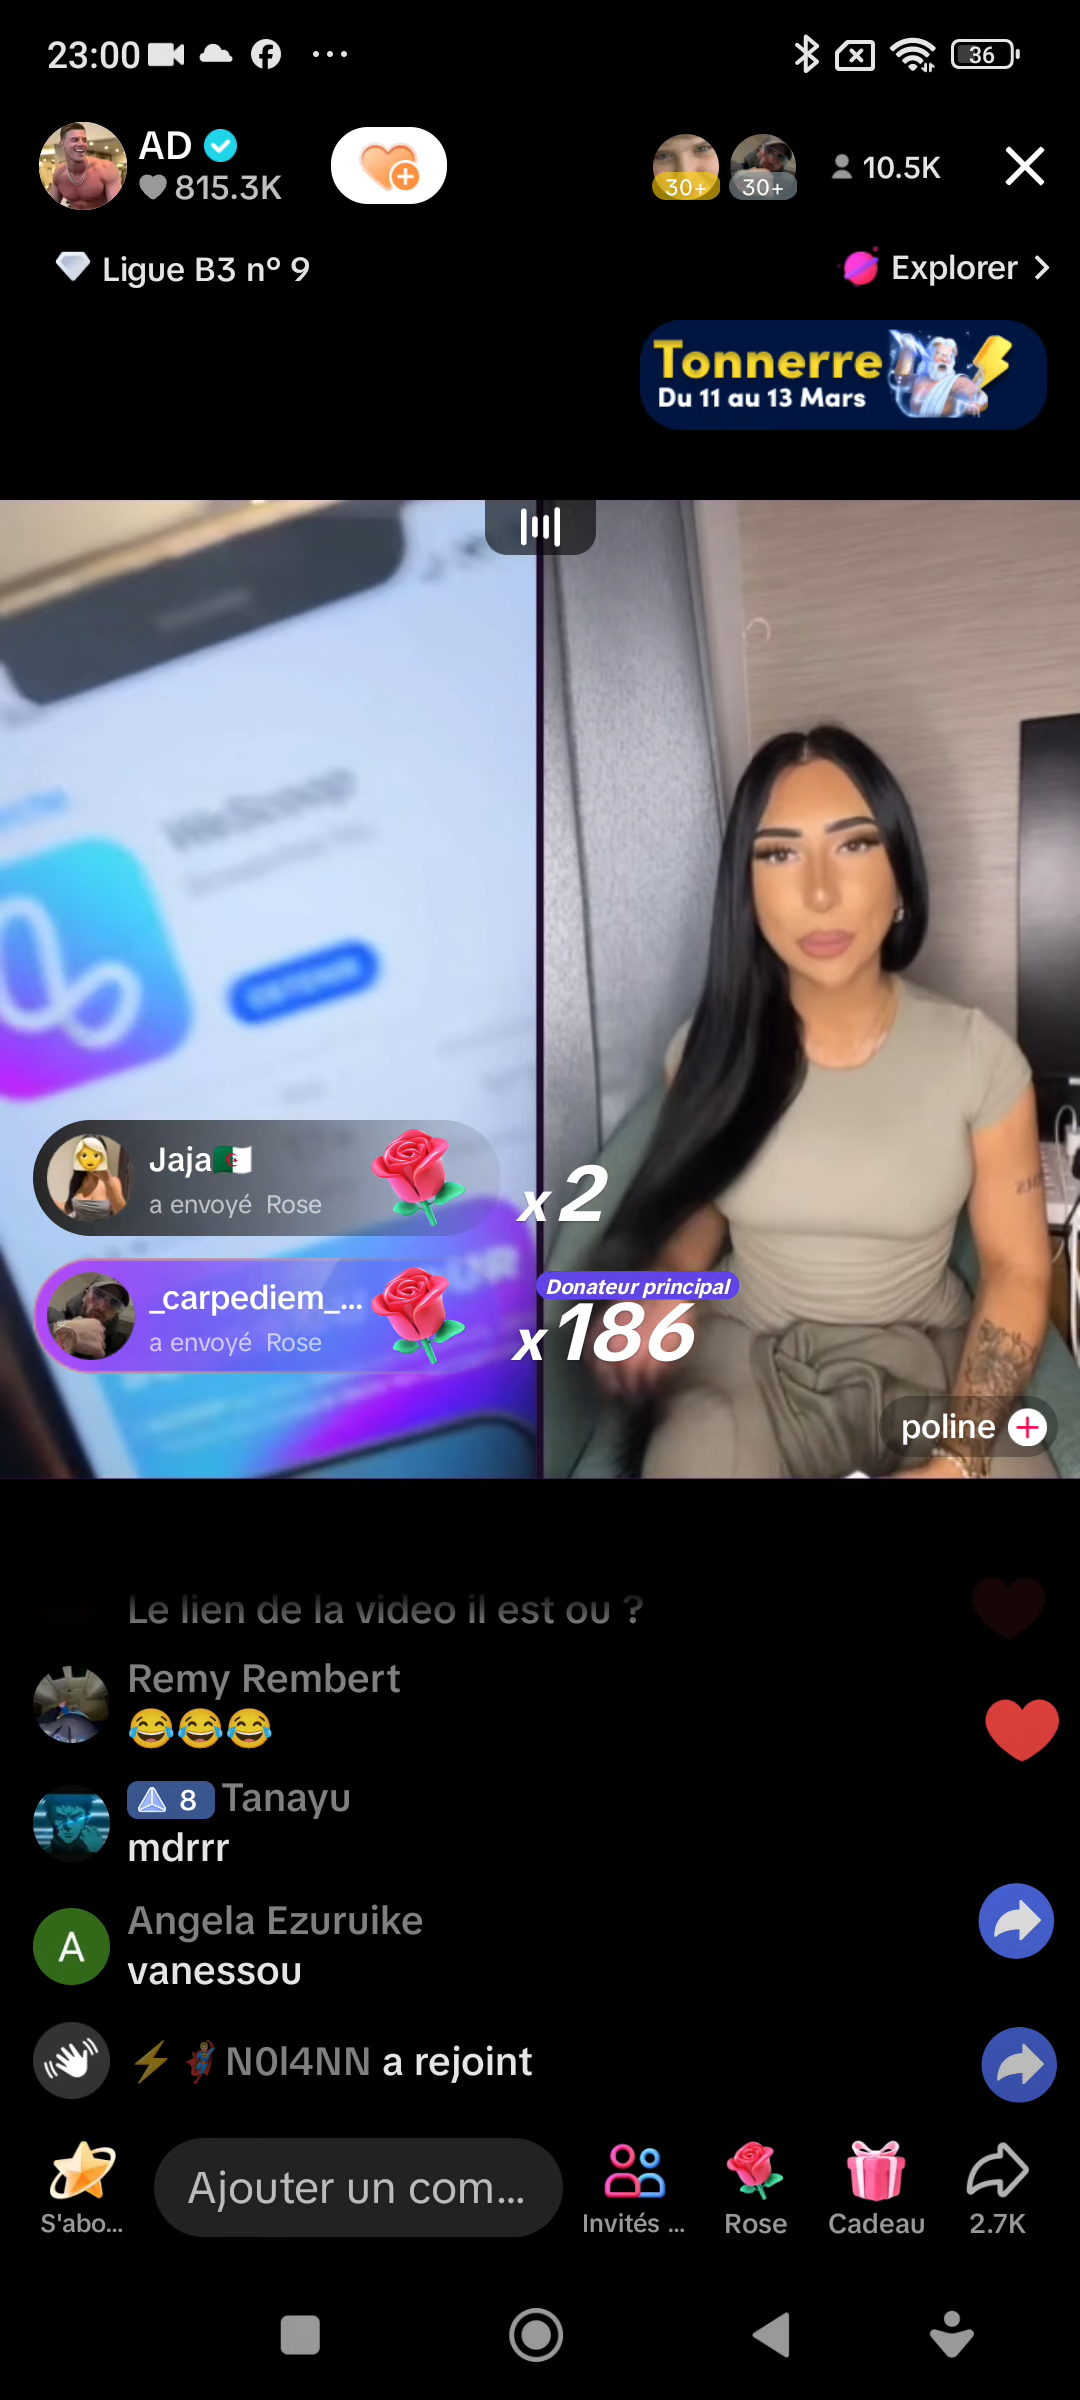 23:00
36
AD
815.3K
30+
30+
10.5K
Ligue B3 nº 9
Explorer
Tonnerre
Du 11 au 13 Mars
Jaja
a envoyé Rose
x2
_carpediem_...
a envoyé Rose
Donateur principal
x186
poline
Le lien de la video il est ou ?
Remy Rembert
😂😂😂
8 Tanayu
mdrrr
A
Angela Ezuruike
vanessou
N0l4NN a rejoint
Ajouter un com...
S'abo...
Invités ...
Rose
Cadeau
2.7K